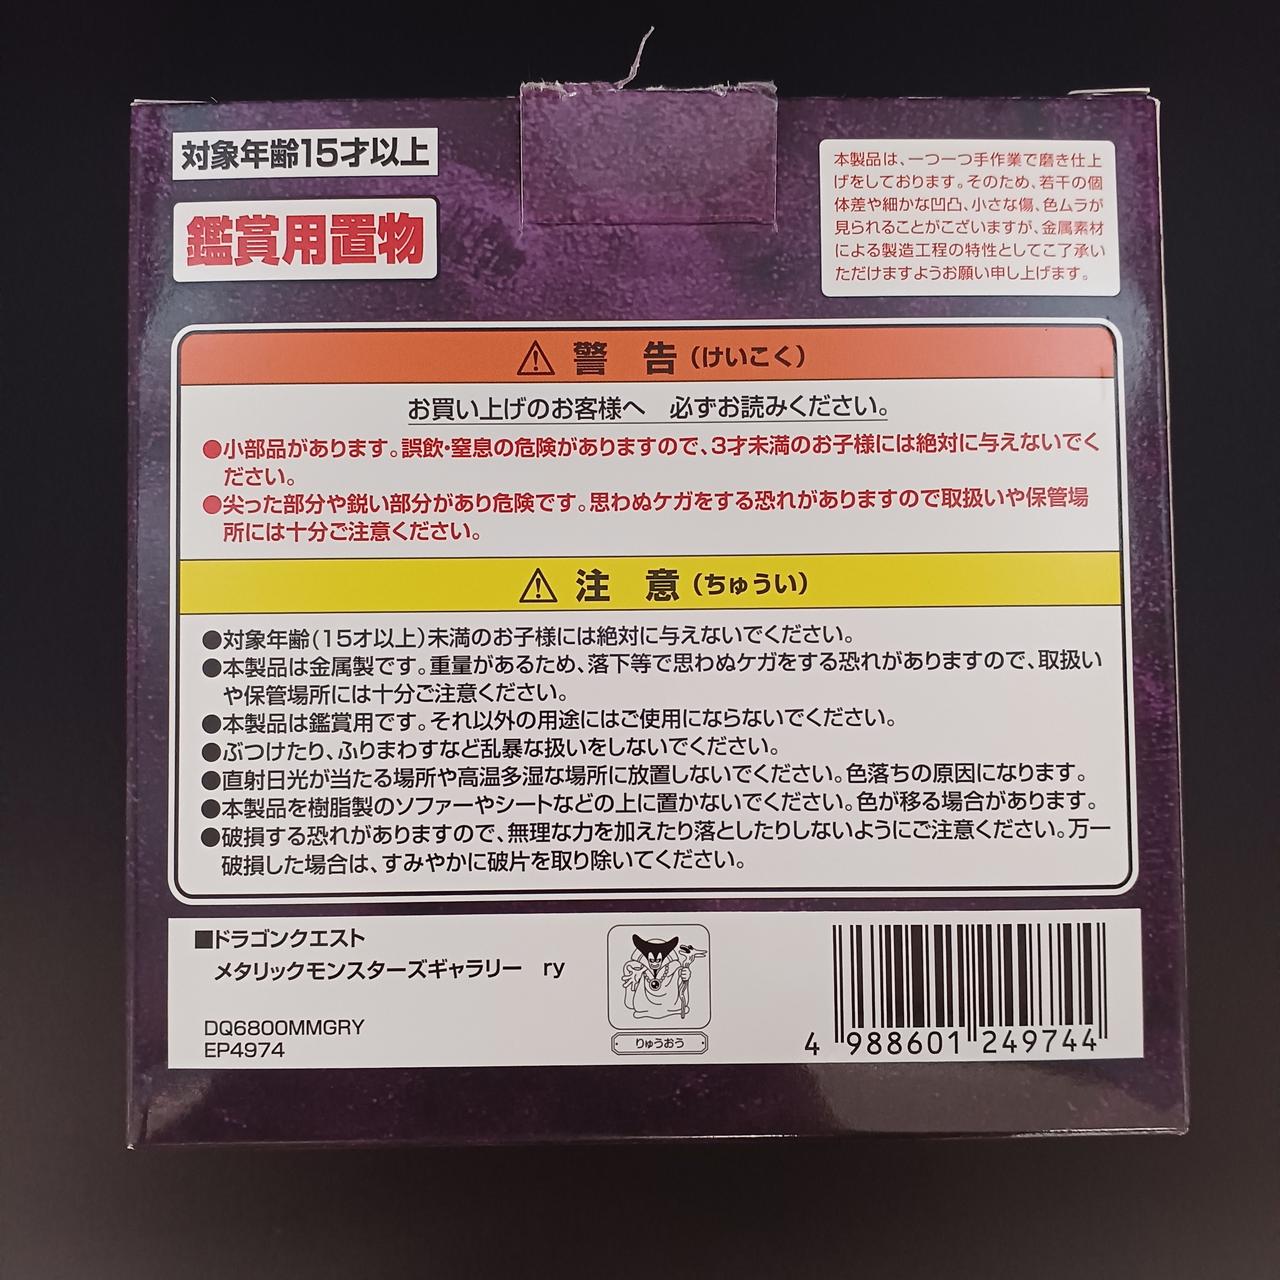 対象年齢15才以上
鑑賞用置物
本製品は、一つ一つ手作業で磨き仕上
げをしております。そのため、若干の個
体差や細かな凹凸、小さな傷、色ムラが
見られることがございますが、金属素材
による製造工程の特性としてご了承い
ただけますようお願い申し上げます。
⚠ 警 告（けいこく）
お買い上げのお客様へ 必ずお読みください。
●小部品があります。誤飲・窒息の危険がありますので、3才未満のお子様には絶対に与えないでく
ださい。
●尖った部分や鋭い部分があり危険です。思わぬケガをする恐れがありますので取扱いや保管場
所には十分ご注意ください。
⚠ 注 意（ちゅうい）
●対象年齢(15才以上)未満のお子様には絶対に与えないでください。
●本製品は金属製です。重量があるため、落下等で思わぬケガをする恐れがありますので、取扱い
や保管場所には十分ご注意ください。
●本製品は鑑賞用です。それ以外の用途にはご使用にならないでください。
●ぶつけたり、ふりまわすなど乱暴な扱いをしないでください。
●直射日光が当たる場所や高温多湿な場所に放置しないでください。色落ちの原因になります。
●本製品を樹脂製のソファーやシートなどの上に置かないでください。色が移る場合があります。
●破損する恐れがありますので、無理な力を加えたり落としたりしないようにご注意ください。万一
破損した場合は、すみやかに破片を取り除いてください。
■ドラゴンクエスト
メタリックモンスターズギャラリー ry
DQ6800MMGRY
EP4974
りゅうおう
4 988601 249744